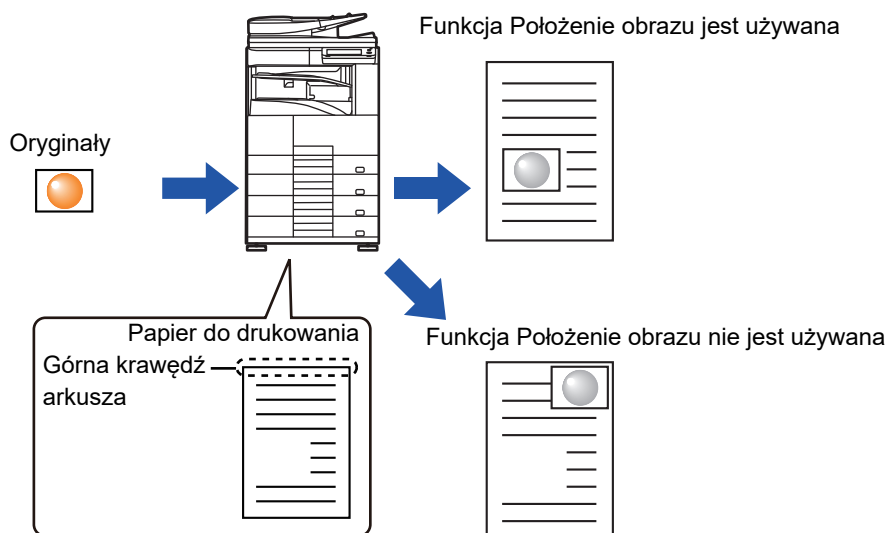 Funkcja Położenie obrazu jest używana
Oryginały
Papier do drukowania
Górna krawędź
arkusza
Funkcja Położenie obrazu nie jest używana